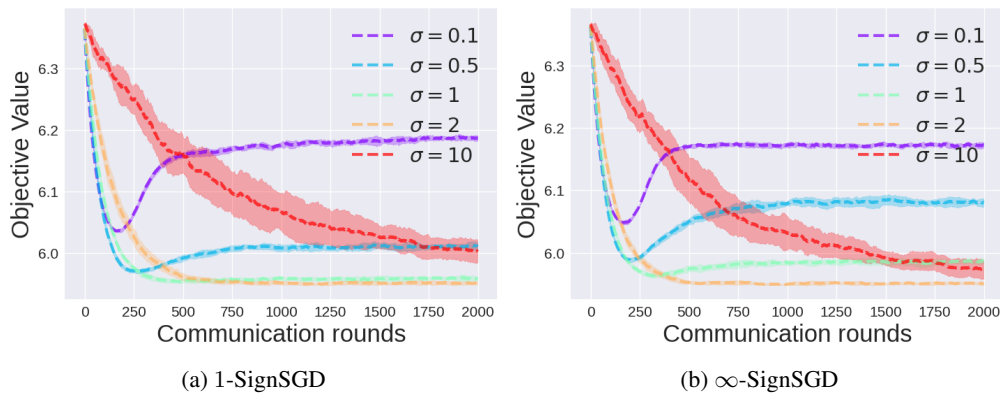 σ = 0.1
σ = 0.5
σ = 1
σ = 2
σ = 10
6.3
6.2
6.1
6.0
Objective Value
0 250 500 750 1000 1250 1500 1750 2000
Communication rounds
(a) 1-SignSGD
σ = 0.1
σ = 0.5
σ = 1
σ = 2
σ = 10
6.3
6.2
6.1
6.0
Objective Value
0 250 500 750 1000 1250 1500 1750 2000
Communication rounds
(b) ∞-SignSGD